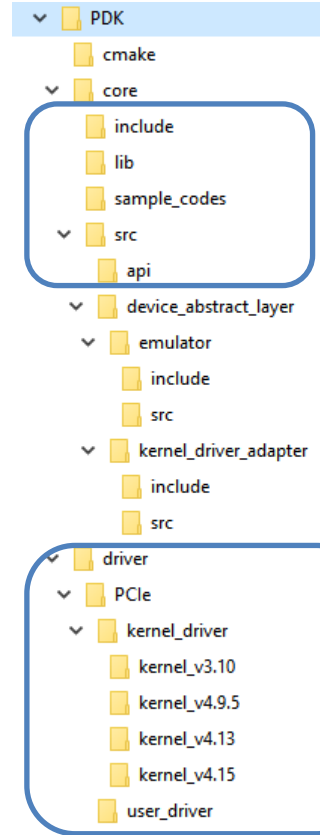 PDK
cmake
core
include
lib
sample_codes
src
api
device_abstract_layer
emulator
include
src
kernel_driver_adapter
include
src
driver
PCIe
kernel_driver
kernel_v3.10
kernel_v4.9.5
kernel_v4.13
kernel_v4.15
user_driver